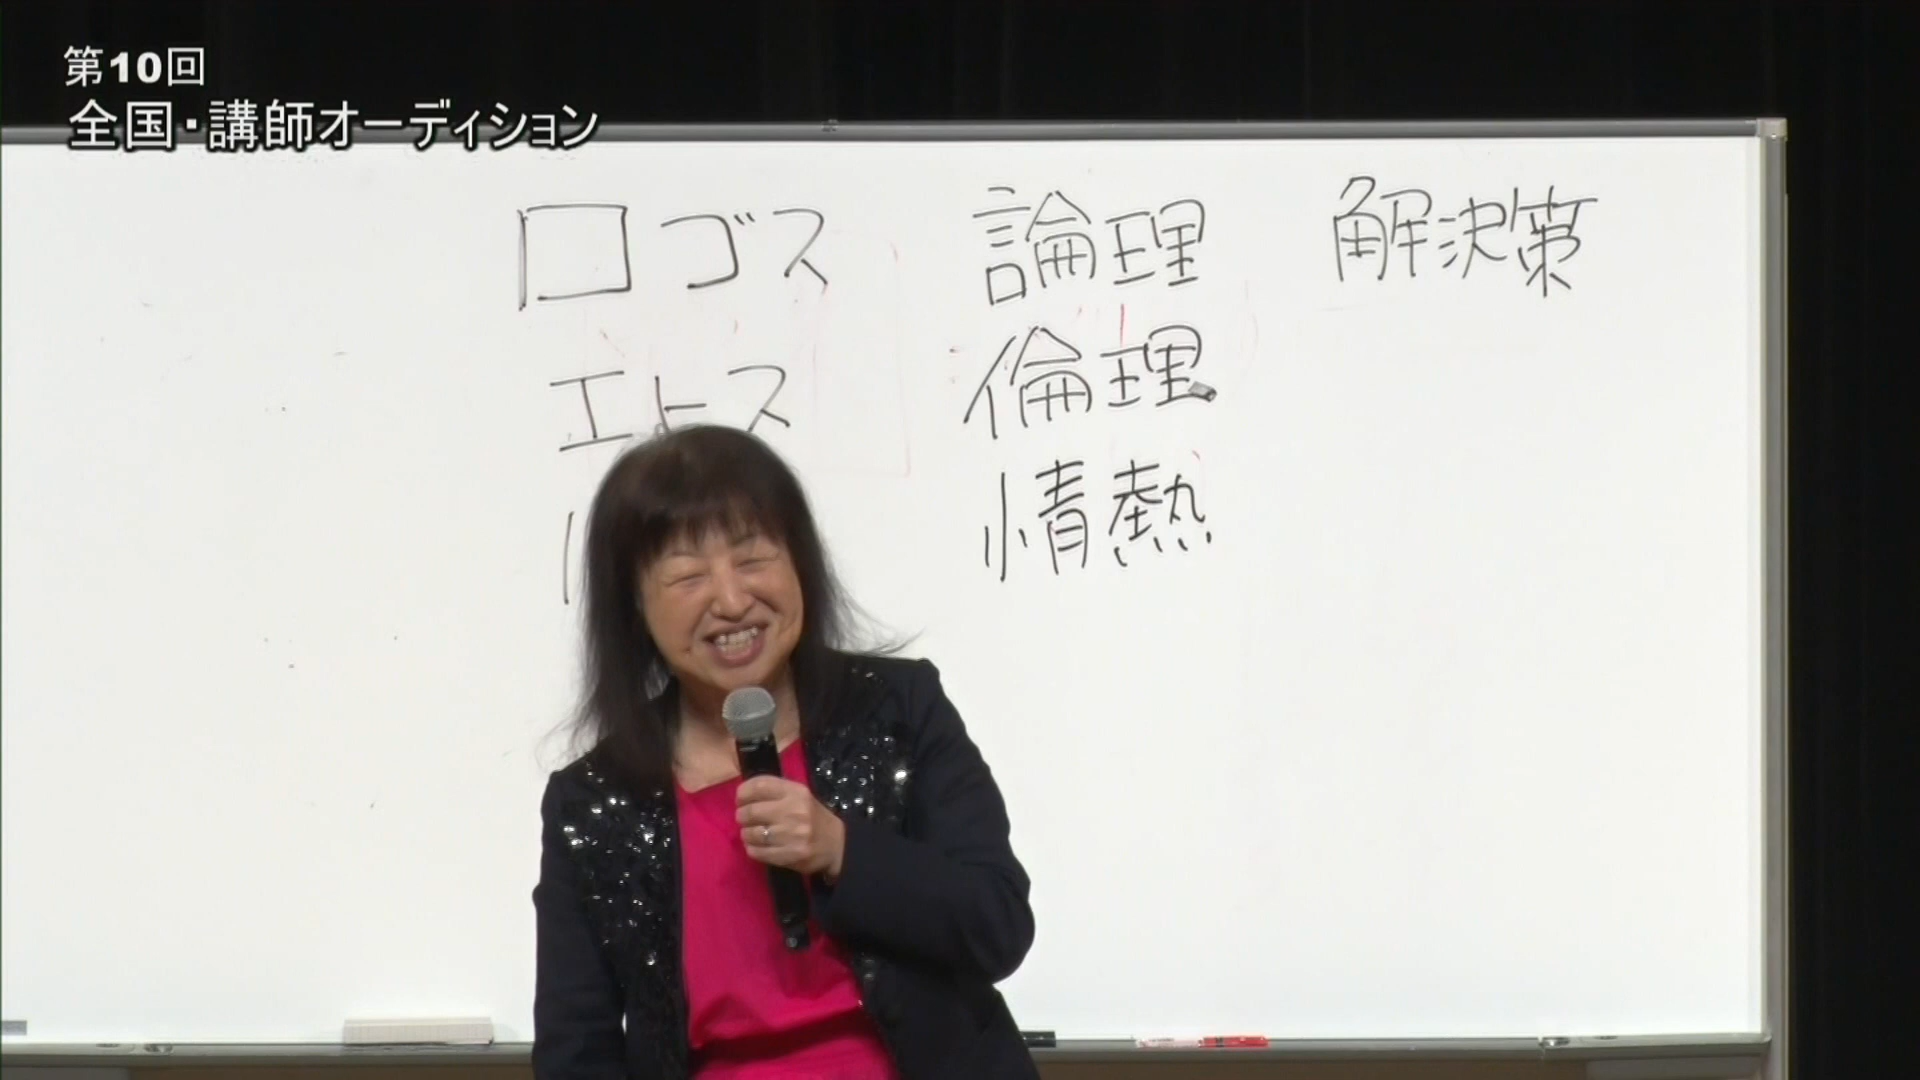 第10回
全国・講師オーディション
ロゴス 論理 解決策
エトス 倫理
情熱